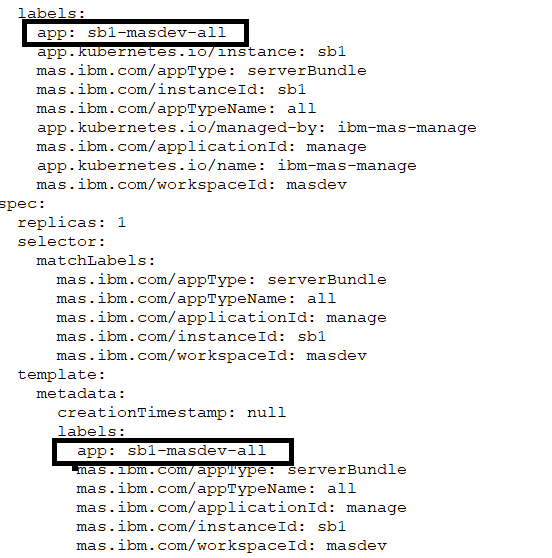 labels:
app: sb1-masdev-all
app.kubernetes.io/instance: sb1
mas.ibm.com/appType: serverBundle
mas.ibm.com/instanceId: sb1
mas.ibm.com/appTypeName: all
app.kubernetes.io/managed-by: ibm-mas-manage
mas.ibm.com/applicationId: manage
app.kubernetes.io/name: ibm-mas-manage
mas.ibm.com/workspaceId: masdev
spec:
replicas: 1
selector:
matchLabels:
mas.ibm.com/appType: serverBundle
mas.ibm.com/appTypeName: all
mas.ibm.com/applicationId: manage
mas.ibm.com/instanceId: sb1
mas.ibm.com/workspaceId: masdev
template:
metadata:
creationTimestamp: null
labels:
app: sb1-masdev-all
mas.ibm.com/appType: serverBundle
mas.ibm.com/appTypeName: all
mas.ibm.com/applicationId: manage
mas.ibm.com/instanceId: sb1
mas.ibm.com/workspaceId: masdev